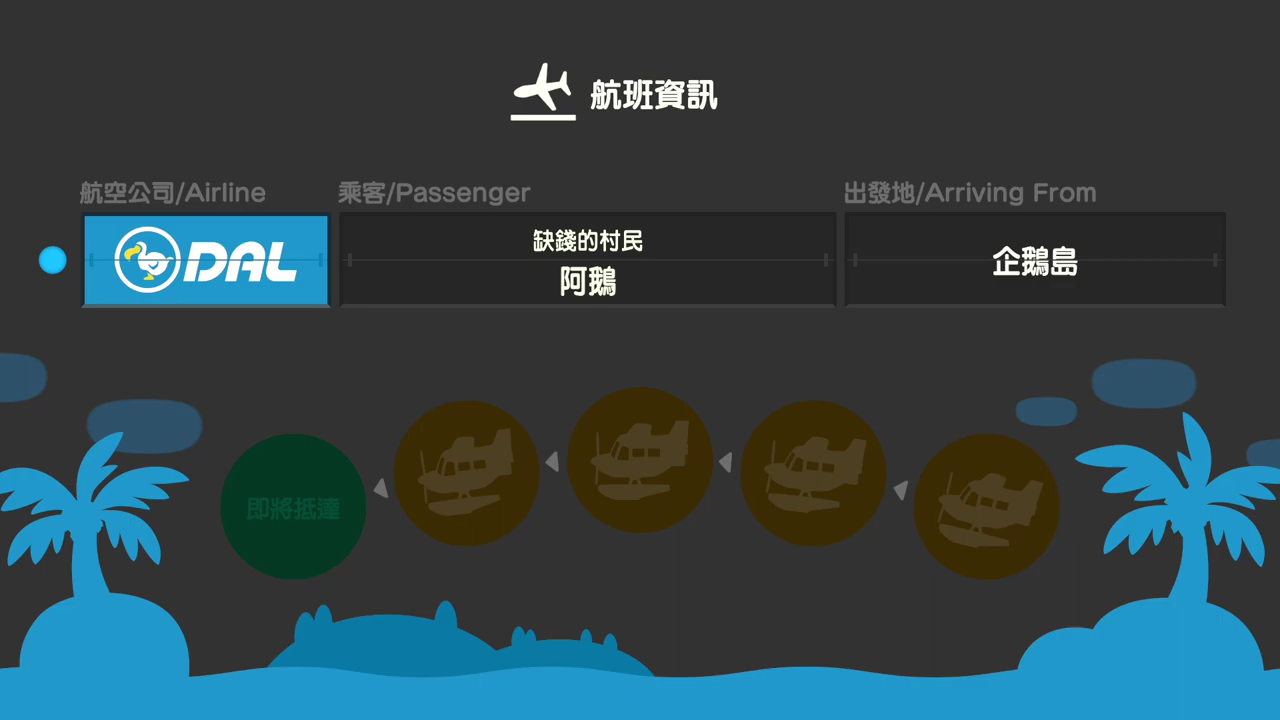 航班資訊
航空公司/Airline
乘客/Passenger
出發地/Arriving From
DAL
缺錢的村民
阿鵝
企鵝島
即將抵達